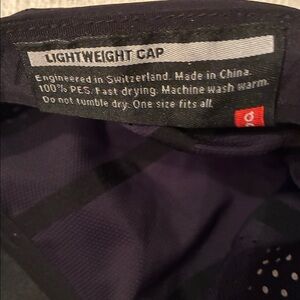 LIGHTWEIGHT CAP
Engineered in Switzerland. Made in China.
100% PES. Fast drying. Machine wash warm.
Do not tumble dry. One size fits all.